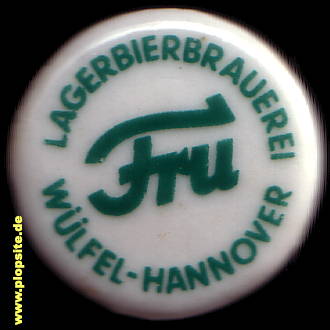 LAGERBIERBRAUEREI
Fru
WÜLFEL-HANNOVER
www.plopsite.de